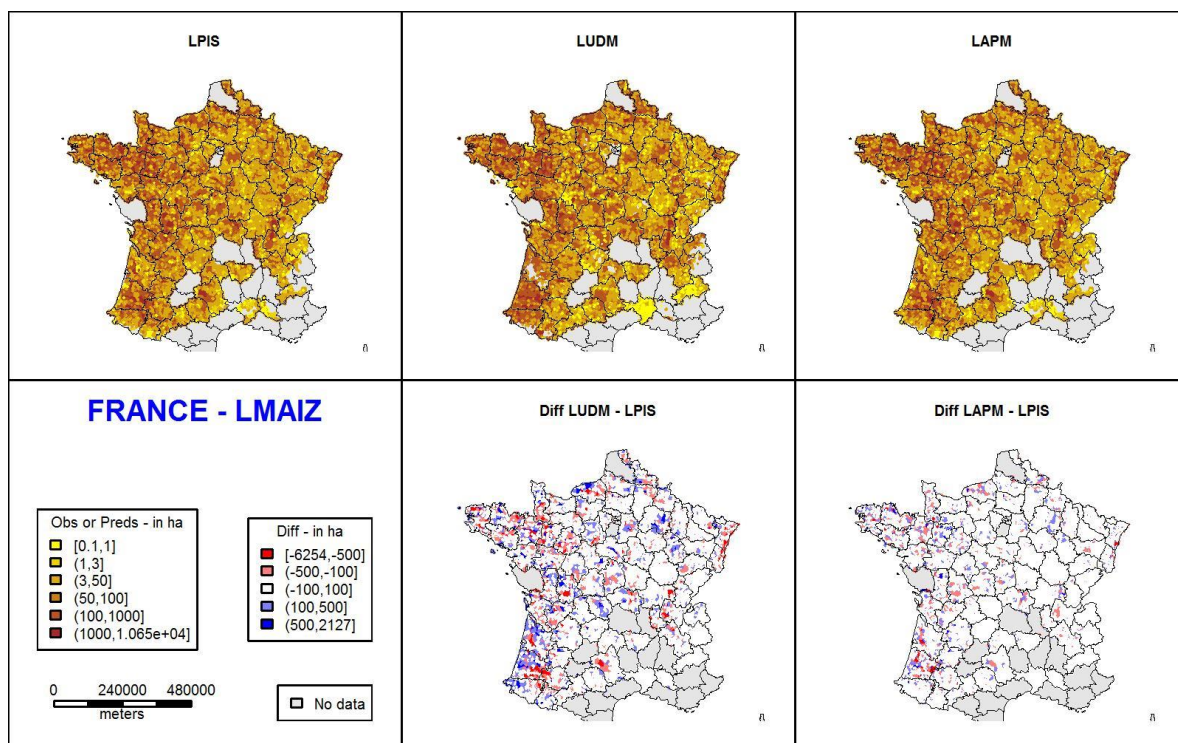 LPIS
LUDM
LAPM
FRANCE - LMAIZ
Diff LUDM - LPIS
Diff LAPM - LPIS
Obs or Preds - in ha
[0.1,1]
(1,3]
(3,50]
(50,100]
(100,1000]
(1000,1.065e+04]
Diff - in ha
[-6254,-500]
(-500,-100]
(-100,100]
(100,500]
(500,2127]
0 240000 480000
meters
No data